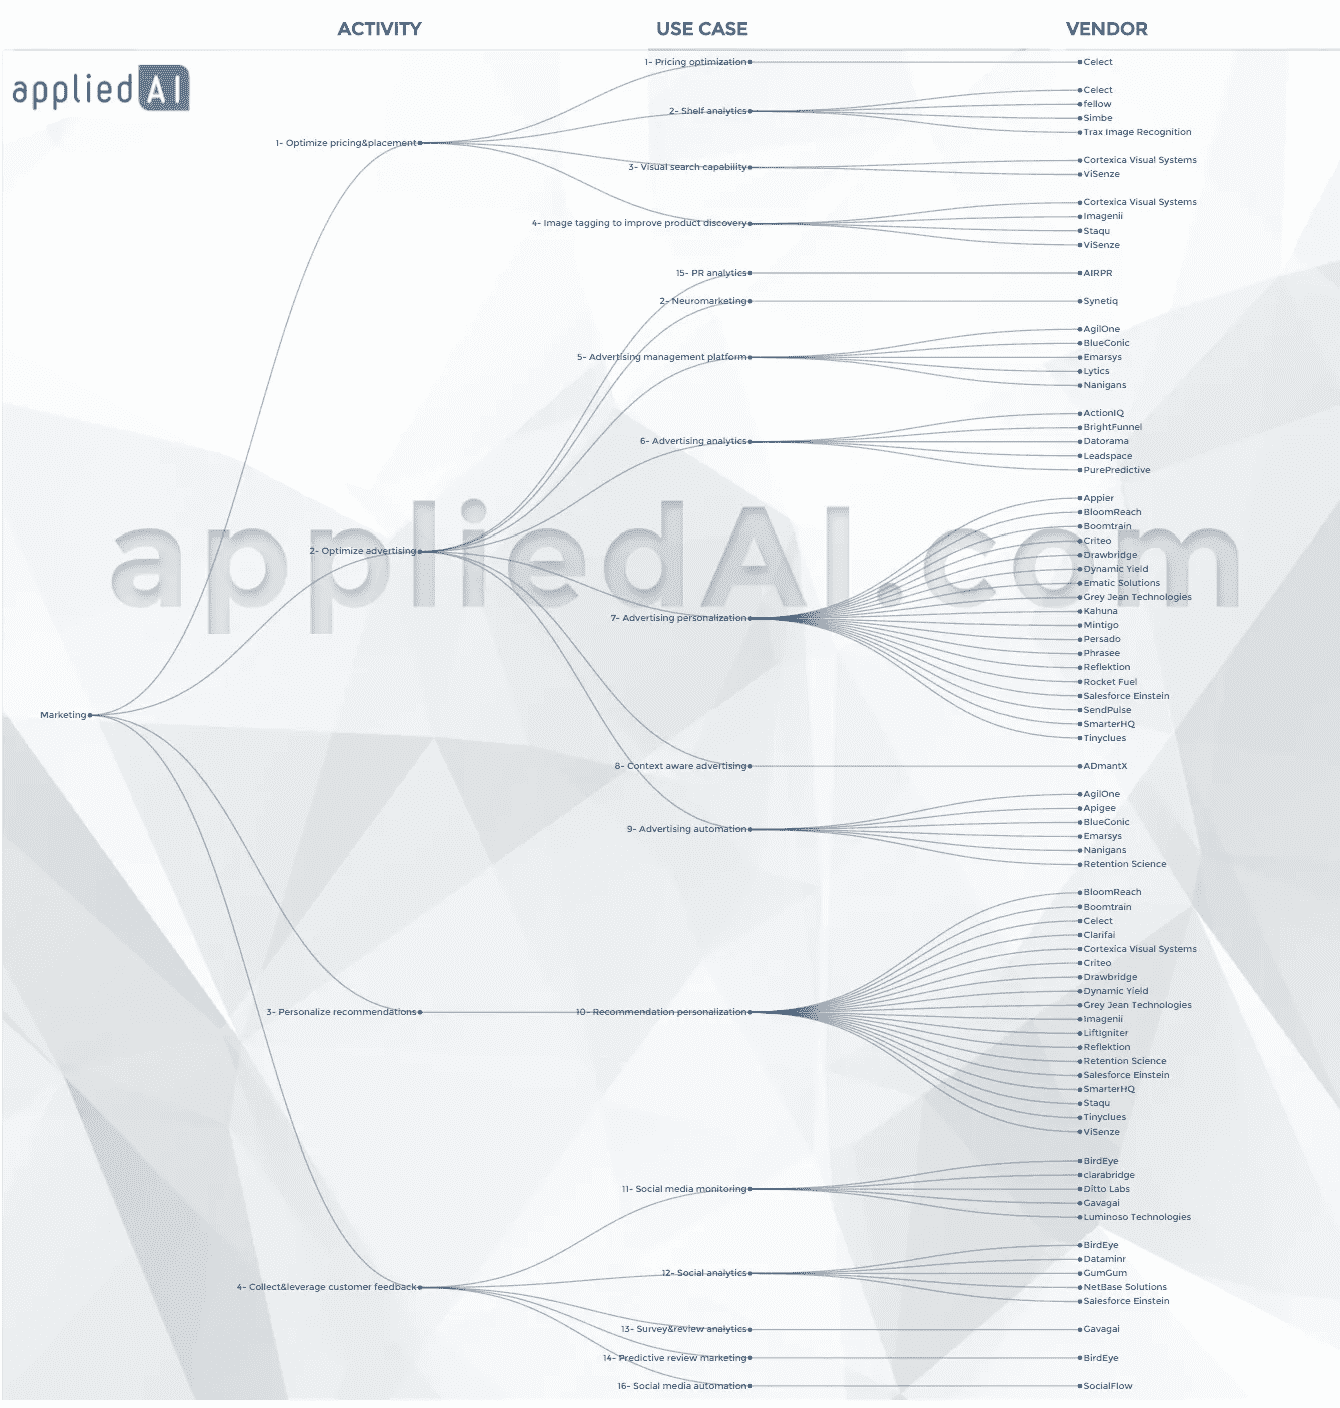 ACTIVITY USE CASE VENDOR
appliedAI
1- Pricing optimization Celect
2- Shelf analytics Celect
fellow
Simbe
Trax Image Recognition
1- Optimize pricing&placement
3- Visual search capability Cortexica Visual Systems
ViSenze
4- Image tagging to improve product discovery Cortexica Visual Systems
Imagenii
Staqu
ViSenze
15- PR analytics AIRPR
2- Neuromarketing Synetiq
5- Advertising management platform AgilOne
BlueConic
Emarsys
Lytics
Nanigans
6- Advertising analytics ActionIQ
BrightFunnel
Datorama
Leadspace
PurePredictive
appliedAI.com
2- Optimize advertising
7- Advertising personalization Appier
BloomReach
Boomtrain
Criteo
Drawbridge
Dynamic Yield
Ematic Solutions
Grey Jean Technologies
Kahuna
Mintigo
Persado
Phrasee
Reflektion
Rocket Fuel
Salesforce Einstein
SendPulse
SmarterHQ
Tinyclues
Marketing
8- Context aware advertising ADmantX
9- Advertising automation AgilOne
Apigee
BlueConic
Emarsys
Nanigans
Retention Science
3- Personalize recommendations
10- Recommendation personalization BloomReach
Boomtrain
Celect
Clarifai
Cortexica Visual Systems
Criteo
Drawbridge
Dynamic Yield
Grey Jean Technologies
Imagenii
LiftIgniter
Reflektion
Retention Science
Salesforce Einstein
SmarterHQ
Staqu
Tinyclues
ViSenze
11- Social media monitoring BirdEye
clarabridge
Ditto Labs
Gavagai
Luminoso Technologies
4- Collect&leverage customer feedback
12- Social analytics BirdEye
Dataminr
GumGum
NetBase Solutions
Salesforce Einstein
13- Survey&review analytics Gavagai
14- Predictive review marketing BirdEye
16- Social media automation SocialFlow